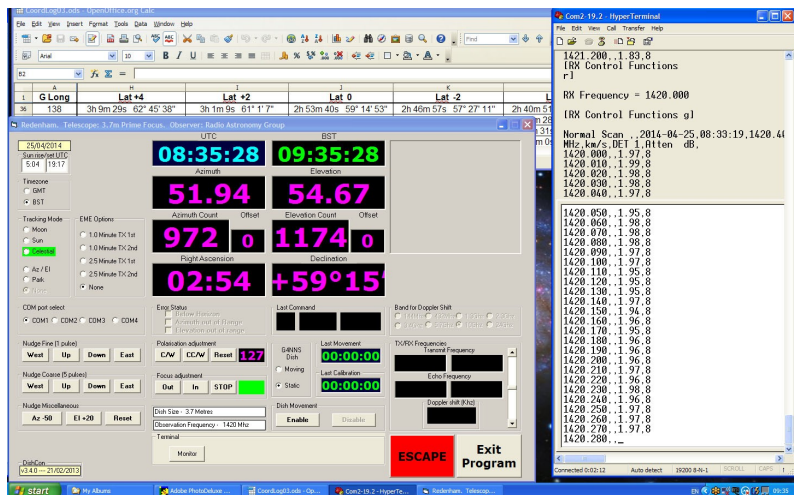 CoordLog03.ods - OpenOffice.org Calc
File Edit View Insert Format Tools Data Window Help
Find
Arial 10 B I U
B2 Σ =
A H I J K
1 G Long Lat +4 Lat +2 Lat 0 Lat -2
36 138 3h 9m 29s 62° 45' 38" 3h 1m 9s 61° 1' 7" 2h 53m 40s 59° 14' 53" 2h 46m 57s 57° 27' 11" 2h 40m 51
Redenham. Telescope: 3.7m Prime Focus. Observer: Radio Astronomy Group
25/04/2014
Sun rise/set UTC
5:04 19:17
Timezone
GMT
BST
Tracking Mode
Moon
Sun
Celestial
Az / El
Park
None
EME Options
1.0 Minute TX 1st
1.0 Minute TX 2nd
2.5 Minute TX 1st
2.5 Minute TX 2nd
None
UTC BST
08:35:28 09:35:28
Azimuth Elevation
51.94 54.67
Azimuth Count Offset Elevation Count Offset
972 0 1174 0
Right Ascension Declination
02:54 +59°15'
COM port select
COM1 COM2 COM3 COM4
Error Status
Below Horizon
Azimuth out of Range
Elevation out of range
Last Command
Band for Doppler Shift
Nudge Fine (1 pulse)
West Up Down East
Nudge Coarse (5 pulses)
West Up Down East
Nudge Miscellaneous
Az -50 El +20 Reset
Polarisation adjustment
C/W CC/W Reset 127
Focus adjustment
Out In STOP
G4NNS
Dish
Moving
Static
Last Movement
00:00:00
Last Calibration
00:00:00
TX/RX Frequencies
Transmit Frequency
Echo Frequency
Doppler shift (Khz)
Dish Size - 3.7 Metres
Observation Frequency - 1420 Mhz
Dish Movement
Enable Disable
Terminal
Monitor
ESCAPE
Exit
Program
DishCon
v3.4.0 --- 21/02/2013
Com2-19.2 - HyperTerminal
File Edit View Call Transfer Help
1421.200,,1.83,8
[RX Control Functions
r]
RX Frequency = 1420.000
[RX Control Functions g]
Normal Scan ,,2014-04-25,08:33:19,1420.40
MHz,km/s,DET 1,Atten dB,
1420.000,,1.97,8
1420.010,,1.99,8
1420.020,,1.98,8
1420.030,,1.98,8
1420.040,,1.97,8
1420.050,,1.95,8
1420.060,,1.98,8
1420.070,,1.98,8
1420.080,,1.98,8
1420.090,,1.97,8
1420.100,,1.97,8
1420.110,,1.95,8
1420.120,,1.95,8
1420.130,,1.95,8
1420.140,,1.97,8
1420.150,,1.94,8
1420.160,,1.96,8
1420.170,,1.95,8
1420.180,,1.96,8
1420.190,,1.96,8
1420.200,,1.96,8
1420.210,,1.97,8
1420.220,,1.96,8
1420.230,,1.98,8
1420.240,,1.96,8
1420.250,,1.97,8
1420.260,,1.97,8
1420.270,,1.97,8
1420.280,,_
Connected 0:02:12 Auto detect 19200 8-N-1 SCROLL CAPS
start My Albums Adobe PhotoDeluxe ... CoordLog03.ods - Op... Com2-19.2 - HyperTe... Redenham. Telescop... EN 09:35